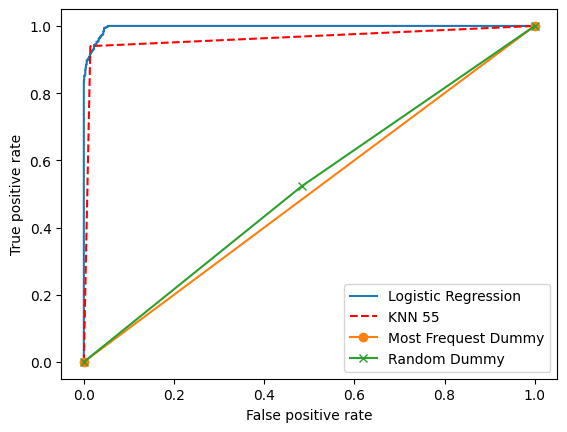 1.0
0.8
0.6
0.4
0.2
0.0
True positive rate
Logistic Regression
KNN 55
Most Frequest Dummy
Random Dummy
0.0 0.2 0.4 0.6 0.8 1.0
False positive rate